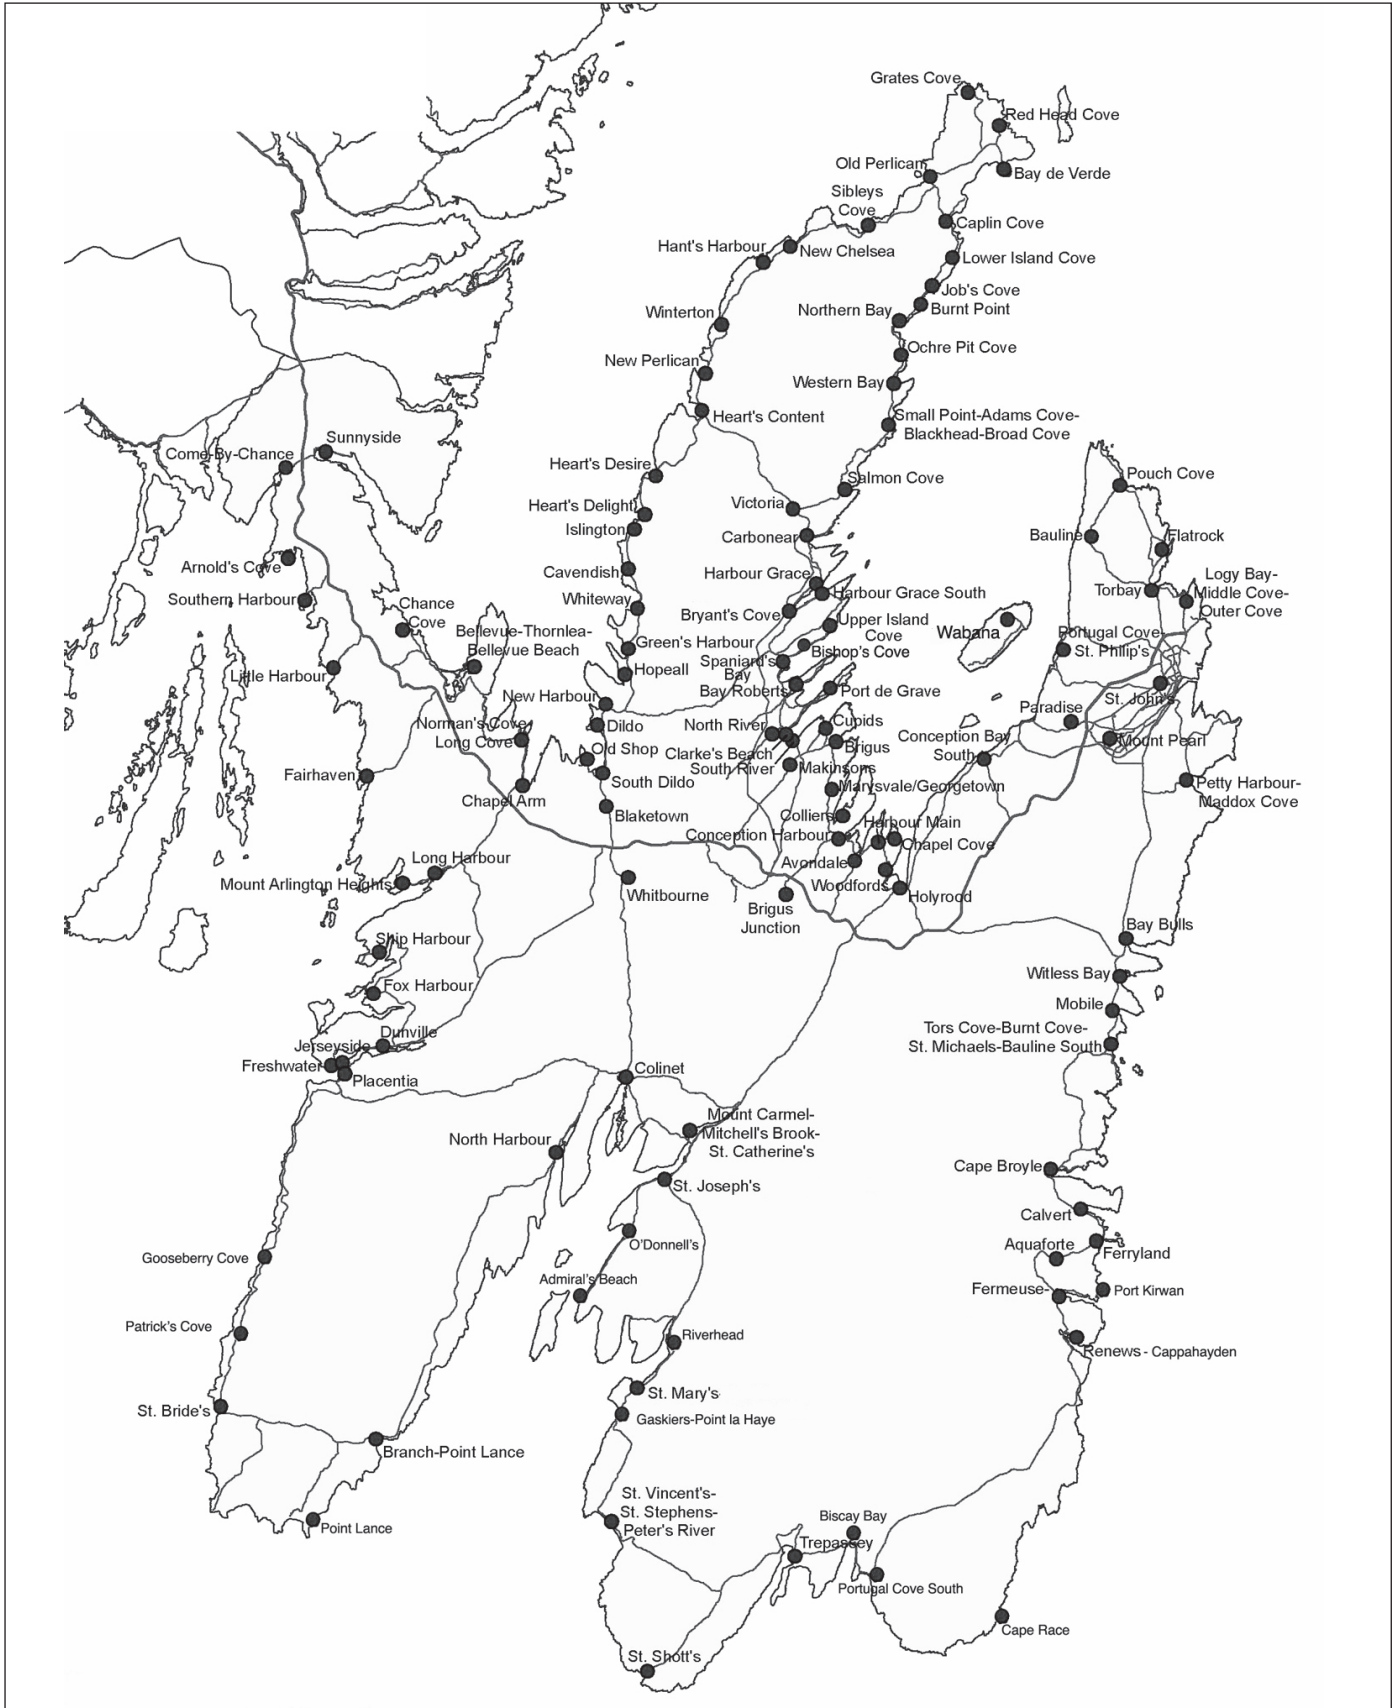 Grates Cove
Red Head Cove
Old Perlican
Bay de Verde
Sibleys
Cove
Caplin Cove
Hant's Harbour
New Chelsea
Lower Island Cove
Job's Cove
Winterton
Northern Bay
Burnt Point
Ochre Pit Cove
New Perlican
Western Bay
Heart's Content
Small Point-Adams Cove-
Blackhead-Broad Cove
Sunnyside
Come-By-Chance
Heart's Desire
Salmon Cove
Pouch Cove
Heart's Delight
Victoria
Islington
Carbonear
Bauline
Flatrock
Arnold's Cove
Cavendish
Harbour Grace
Logy Bay-
Middle Cove-
Outer Cove
Torbay
Southern Harbour
Chance
Cove
Whiteway
Harbour Grace South
Bryant's Cove
Upper Island
Cove
Wabana
Bellevue-Thornlea-
Bellevue Beach
Green's Harbour
Bishop's Cove
Portugal Cove-
St. Philip's
Little Harbour
Hopeall
Spaniard's
Bay
Bay Roberts
Port de Grave
New Harbour
St. John's
Norman's Cove-
Long Cove
Dildo
North River
Cupids
Paradise
Old Shop
Clarke's Beach
Brigus
Conception Bay
South
Mount Pearl
Fairhaven
South Dildo
South River
Makinsons
Petty Harbour-
Maddox Cove
Chapel Arm
Marysvale/Georgetown
Blaketown
Colliers
Harbour Main
Conception Harbour
Chapel Cove
Long Harbour
Avondale
Mount Arlington Heights
Woodfords
Whitbourne
Holyrood
Brigus
Junction
Ship Harbour
Bay Bulls
Witless Bay
Fox Harbour
Mobile
Dunville
Tors Cove-Burnt Cove-
St. Michaels-Bauline South
Jerseyside
Freshwater
Placentia
Colinet
Mount Carmel-
Mitchell's Brook-
St. Catherine's
North Harbour
Cape Broyle
St. Joseph's
Calvert
O'Donnell's
Aquaforte
Ferryland
Gooseberry Cove
Admiral's Beach
Fermeuse-
Port Kirwan
Patrick's Cove
Riverhead
Renews - Cappahayden
St. Mary's
St. Bride's
Gaskiers-Point la Haye
Branch-Point Lance
St. Vincent's-
St. Stephens-
Peter's River
Point Lance
Biscay Bay
Trepassey
Portugal Cove South
Cape Race
St. Shott's